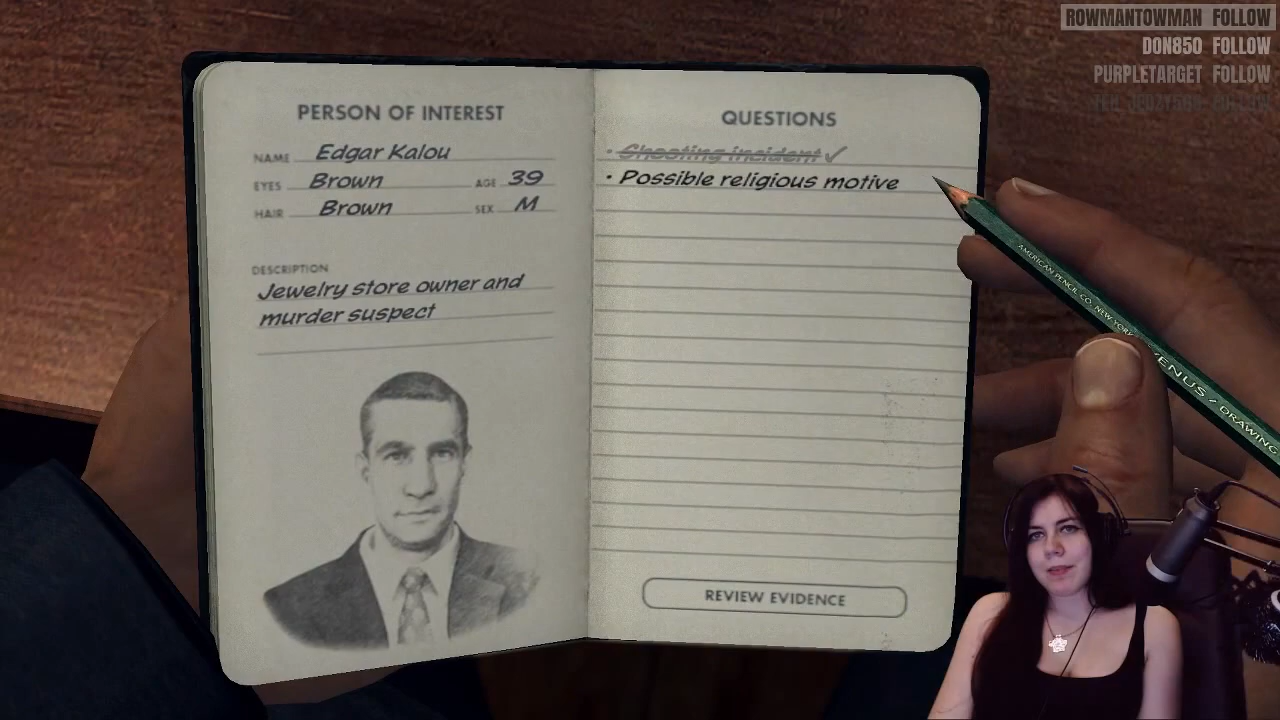 ROWMANTOWMAN FOLLOW
DON850 FOLLOW
PURPLETARGET FOLLOW
FOLLOW
PERSON OF INTEREST
NAME Edgar Kalou
EYES Brown AGE 39
HAIR Brown SEX M
DESCRIPTION
Jewelry store owner and
murder suspect
QUESTIONS
· Shooting incident ✓
· Possible religious motive
REVIEW EVIDENCE
AMERICAN PENCIL CO. NEW YORK
VENUS / DRAWING